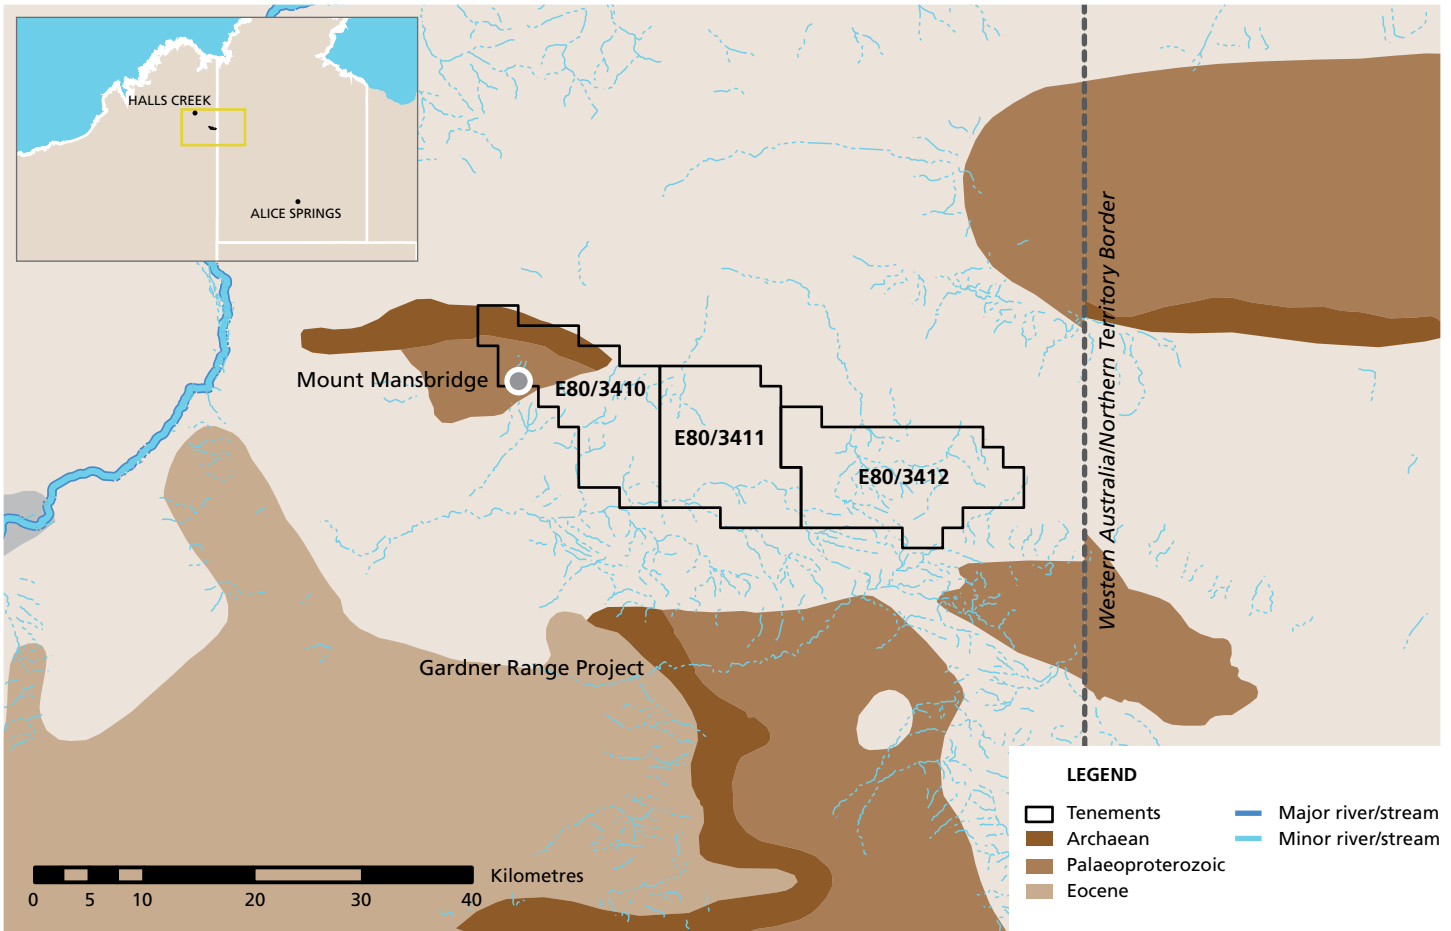 HALLS CREEK
ALICE SPRINGS
Western Australia/Northern Territory Border
Mount Mansbridge
E80/3410
E80/3411
E80/3412
Gardner Range Project
LEGEND
Tenements
Archaean
Palaeoproterozoic
Eocene
Major river/stream
Minor river/stream
Kilometres
0 5 10 20 30 40